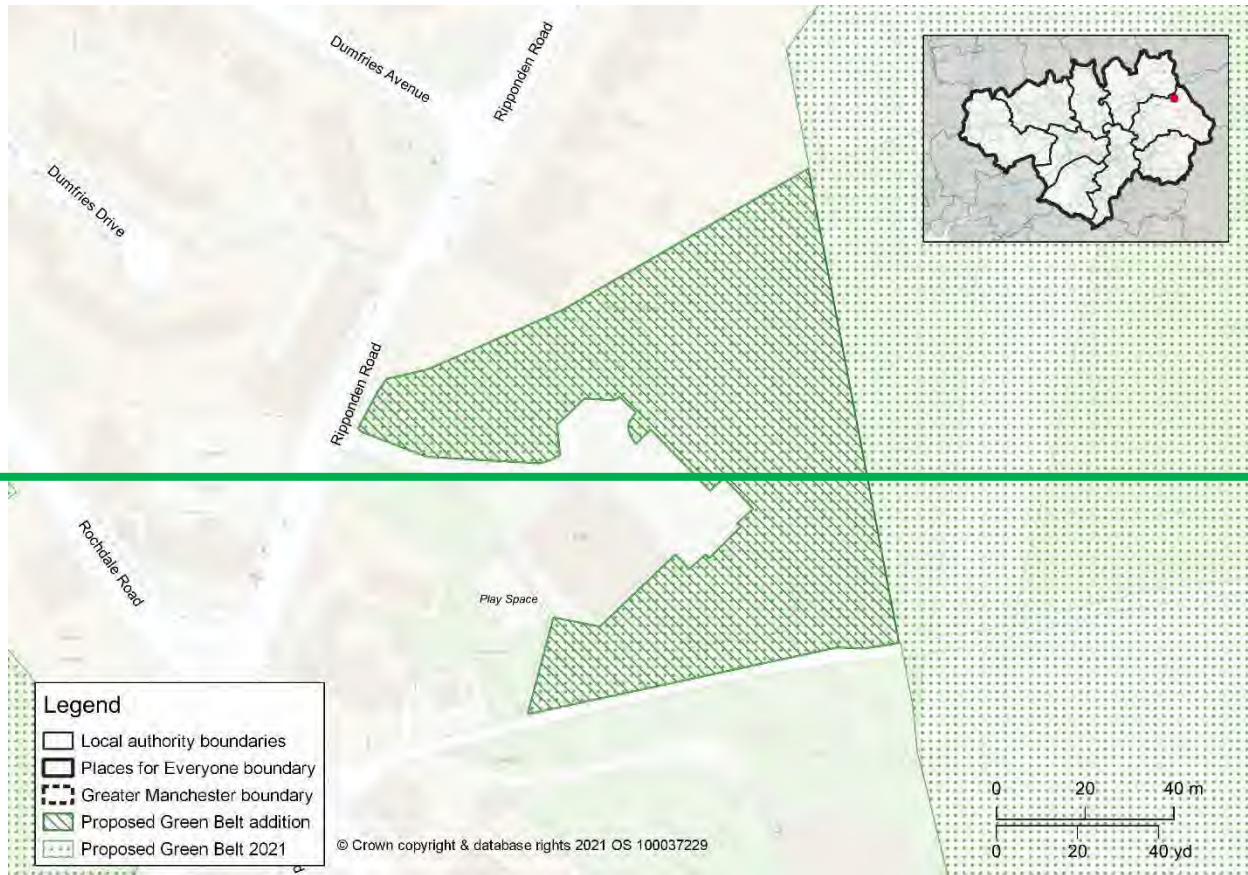 Dumfries Avenue
Ripponden Road
Dumfries Drive
Ripponden Road
Rochdale Road
Play Space
Legend
Local authority boundaries
Places for Everyone boundary
Greater Manchester boundary
Proposed Green Belt addition
Proposed Green Belt 2021
© Crown copyright & database rights 2021 OS 100037229
0 20 40 m
0 20 40 yd